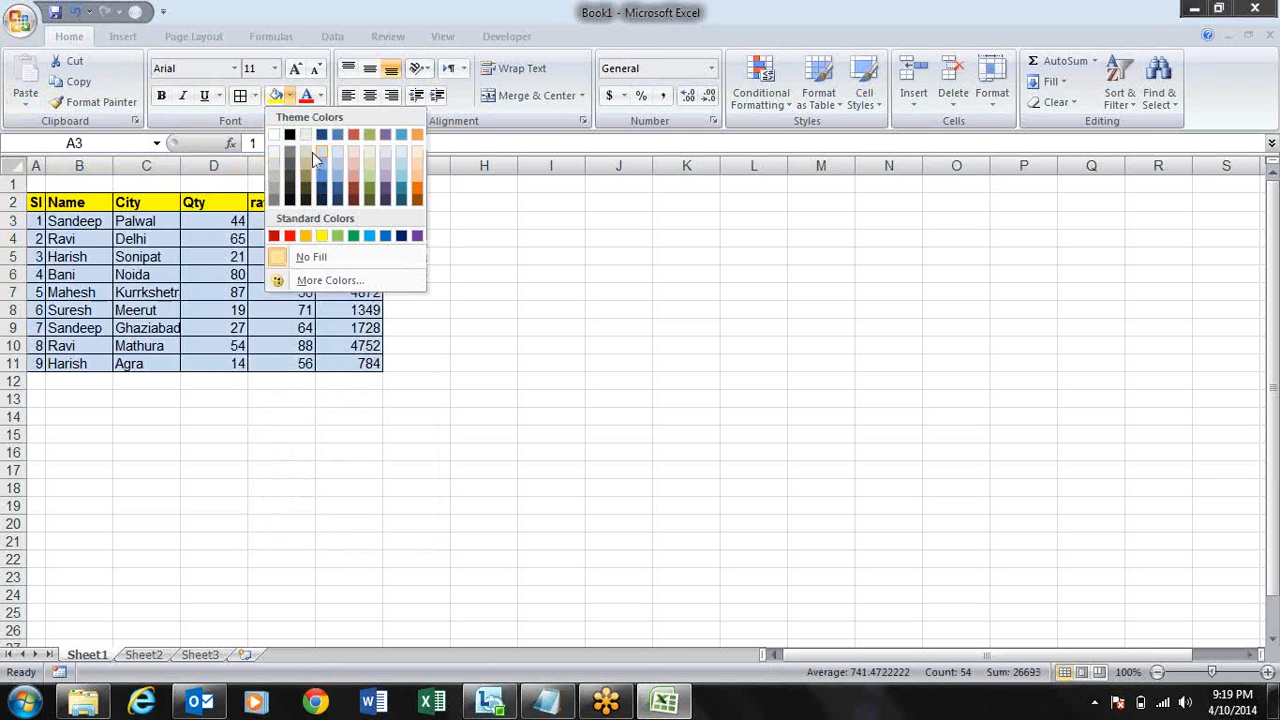 Book1 - Microsoft Excel
Home Insert Page Layout Formulas Data Review View Developer
Paste
Cut
Copy
Format Painter
Clipboard
Arial 11
B I U
Font
Wrap Text
Merge & Center
Alignment
General
$ % ,
Number
Conditional Formatting
Format as Table
Cell Styles
Styles
Insert Delete Format
Cells
AutoSum
Fill
Clear
Sort & Filter
Find & Select
Editing
A3 fx 1
Theme Colors
Standard Colors
No Fill
More Colors...
A B C D H I J K L M N O P Q R S
1
2 Sl Name City Qty
3 1 Sandeep Palwal 44
4 2 Ravi Delhi 65
5 3 Harish Sonipat 21
6 4 Bani Noida 80
7 5 Mahesh Kurrkshetr 87
8 6 Suresh Meerut 19 71 1349
9 7 Sandeep Ghaziabad 27 64 1728
10 8 Ravi Mathura 54 88 4752
11 9 Harish Agra 14 56 784
12
13
14
15
16
17
18
19
20
21
22
23
24
25
26
Sheet1 Sheet2 Sheet3
Ready Average: 741.4722222 Count: 54 Sum: 26693 100%
9:19 PM
4/10/2014